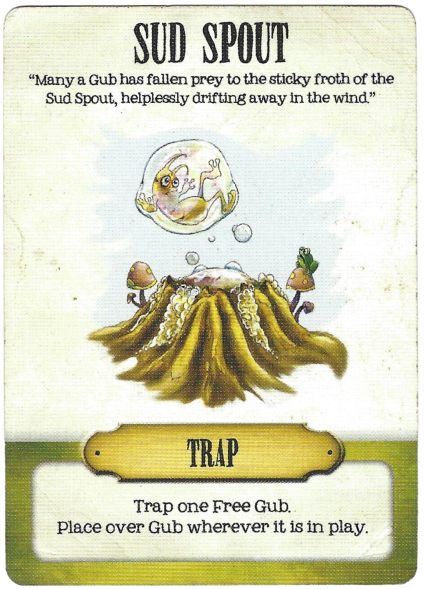 SUD SPOUT
“Many a Gub has fallen prey to the sticky froth of the
Sud Spout, helplessly drifting away in the wind.”
TRAP
Trap one Free Gub.
Place over Gub wherever it is in play.